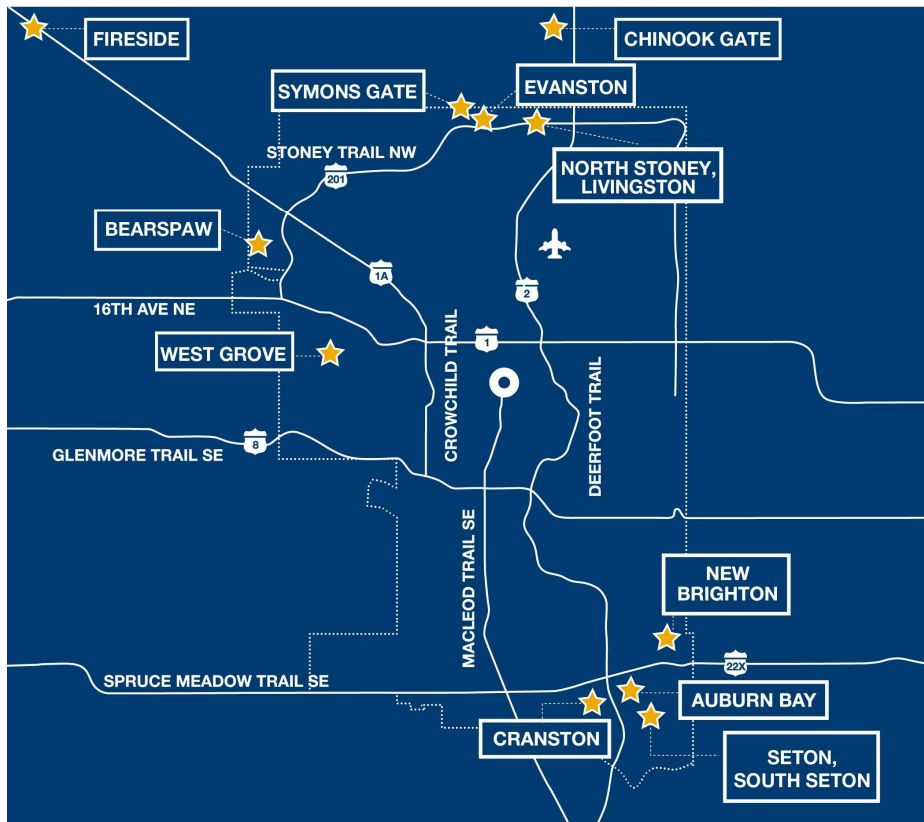 FIRESIDE
CHINOOK GATE
SYMONS GATE
EVANSTON
STONEY TRAIL NW
201
NORTH STONEY,
LIVINGSTON
BEARSPAW
1A
2
16TH AVE NE
1
WEST GROVE
CROWCHILD TRAIL
DEERFOOT TRAIL
8
GLENMORE TRAIL SE
MACLEOD TRAIL SE
NEW
BRIGHTON
22X
SPRUCE MEADOW TRAIL SE
AUBURN BAY
CRANSTON
SETON,
SOUTH SETON